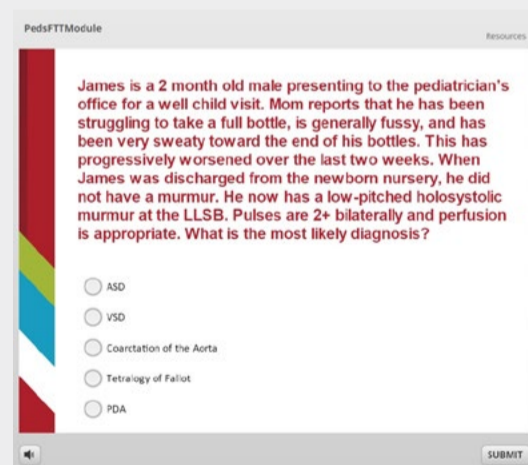 PedsFTTModule
Resources
James is a 2 month old male presenting to the pediatrician's
office for a well child visit. Mom reports that he has been
struggling to take a full bottle, is generally fussy, and has
been very sweaty toward the end of his bottles. This has
progressively worsened over the last two weeks. When
James was discharged from the newborn nursery, he did
not have a murmur. He now has a low-pitched holosystolic
murmur at the LLSB. Pulses are 2+ bilaterally and perfusion
is appropriate. What is the most likely diagnosis?
ASD
VSD
Coarctation of the Aorta
Tetralogy of Fallot
PDA
SUBMIT